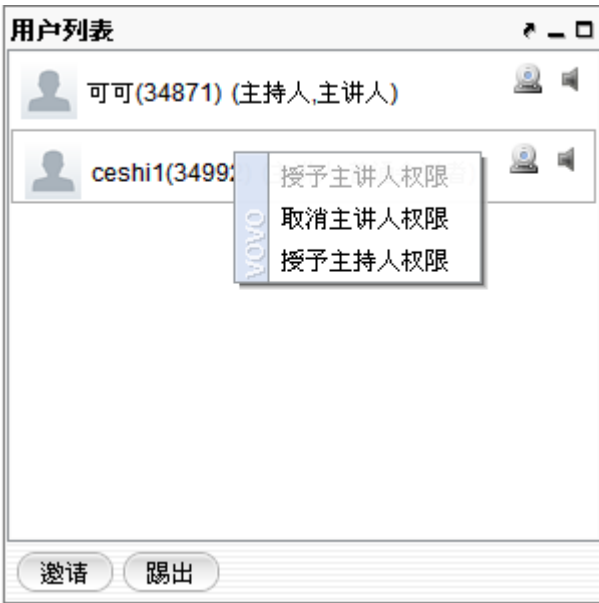 用户列表
可可(34871) (主持人,主讲人)
ceshi1(34992
授予主讲人权限
取消主讲人权限
授予主持人权限
邀请
踢出